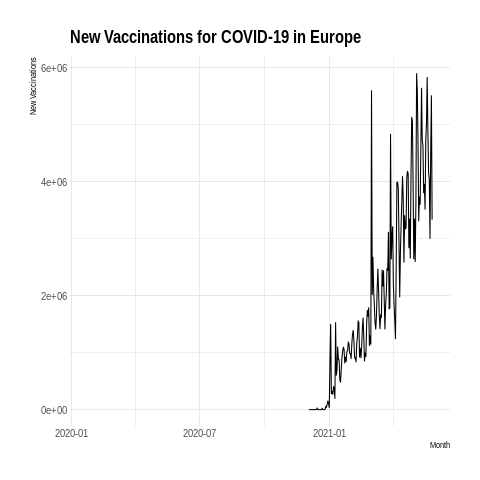 New Vaccinations for COVID-19 in Europe
New Vaccinations
6e+06
4e+06
2e+06
0e+00
2020-01
2020-07
2021-01
Month